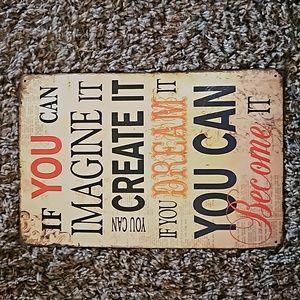 IF YOU CAN
IMAGINE IT
YOU CAN CREATE IT
IF YOU DREAM IT
YOU CAN
Become IT